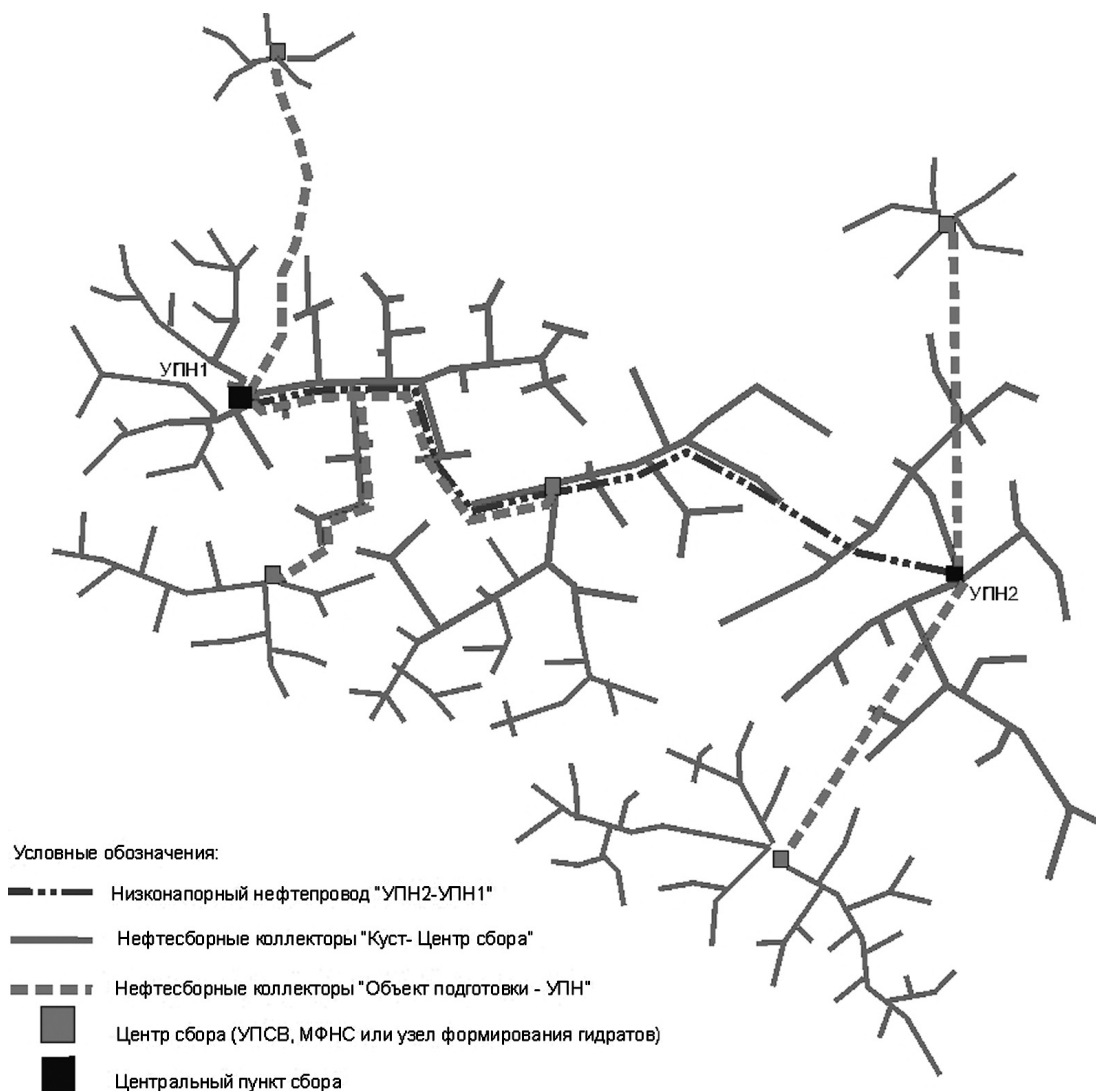 УПН1
УПН2
Условные обозначения:
Низконапорный нефтепровод "УПН2-УПН1"
Нефтесборные коллекторы "Куст- Центр сбора"
Нефтесборные коллекторы "Объект подготовки - УПН"
Центр сбора (УПСВ, МФНС или узел формирования гидратов)
Центральный пункт сбора